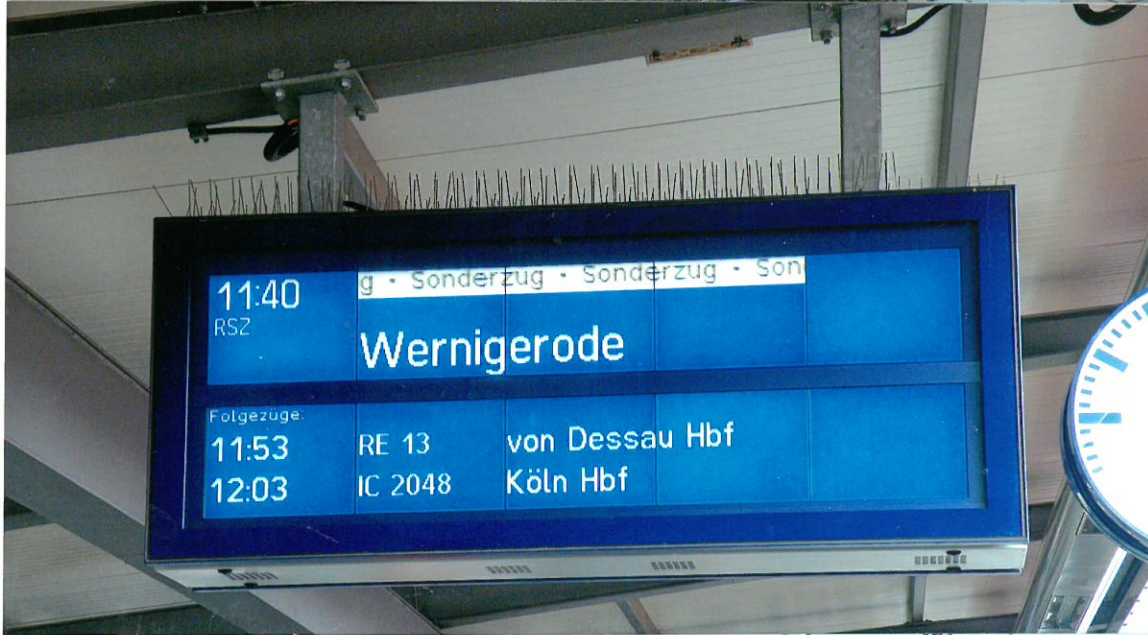 11:40
g · Sonderzug · Sonderzug · Son
RSZ
Wernigerode
Folgezüge:
11:53 RE 13 von Dessau Hbf
12:03 IC 2048 Köln Hbf